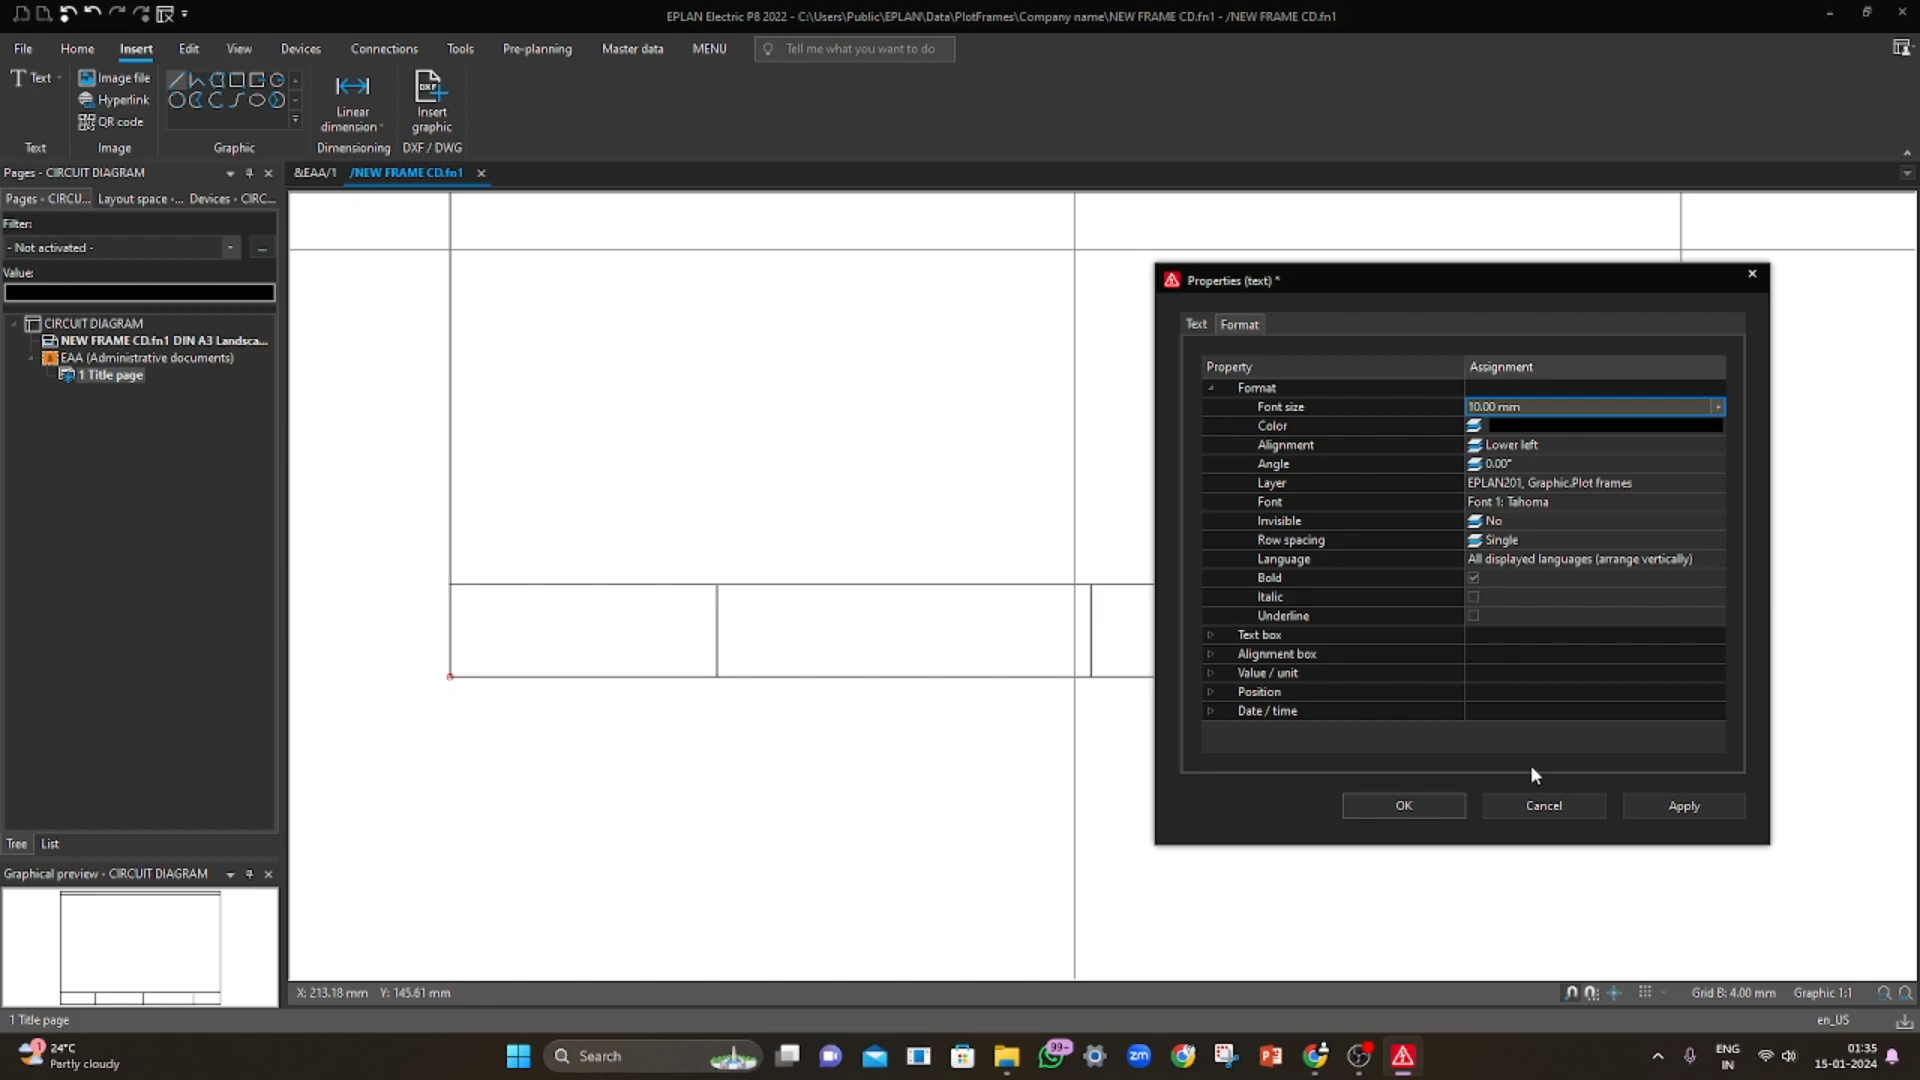 EPLAN Electric P8 2022 - C:\Users\Public\EPLAN\Data\PlotFrames\Company name\NEW FRAME CD.fn1 - /NEW FRAME CD.fn1
File Home Insert Edit View Devices Connections Tools Pre-planning Master data MENU Tell me what you want to do
Text
Image file
Hyperlink
QR code
Linear
dimension
Insert
graphic
Text Image Graphic Dimensioning DXF / DWG
Pages - CIRCUIT DIAGRAM
&EAA/1 /NEW FRAME CD.fn1
Pages - CIRCU... Layout space -... Devices - CIRC...
Filter:
- Not activated -
...
Value:
CIRCUIT DIAGRAM
NEW FRAME CD.fn1 DIN A3 Landsca...
EAA (Administrative documents)
1 Title page
Tree List
Graphical preview - CIRCUIT DIAGRAM
Properties (text) *
Text Format
Property Assignment
Format
Font size 10.00 mm
Color
Alignment Lower left
Angle 0.00°
Layer EPLAN201, Graphic.Plot frames
Font Font 1: Tahoma
Invisible No
Row spacing Single
Language All displayed languages (arrange vertically)
Bold
Italic
Underline
Text box
Alignment box
Value / unit
Position
Date / time
OK Cancel Apply
X: 213.18 mm Y: 145.61 mm
Grid B: 4.00 mm Graphic 1:1
1 Title page
en_US
24°C
Partly cloudy
Search
99+
zm
ENG
IN
01:35
15-01-2024